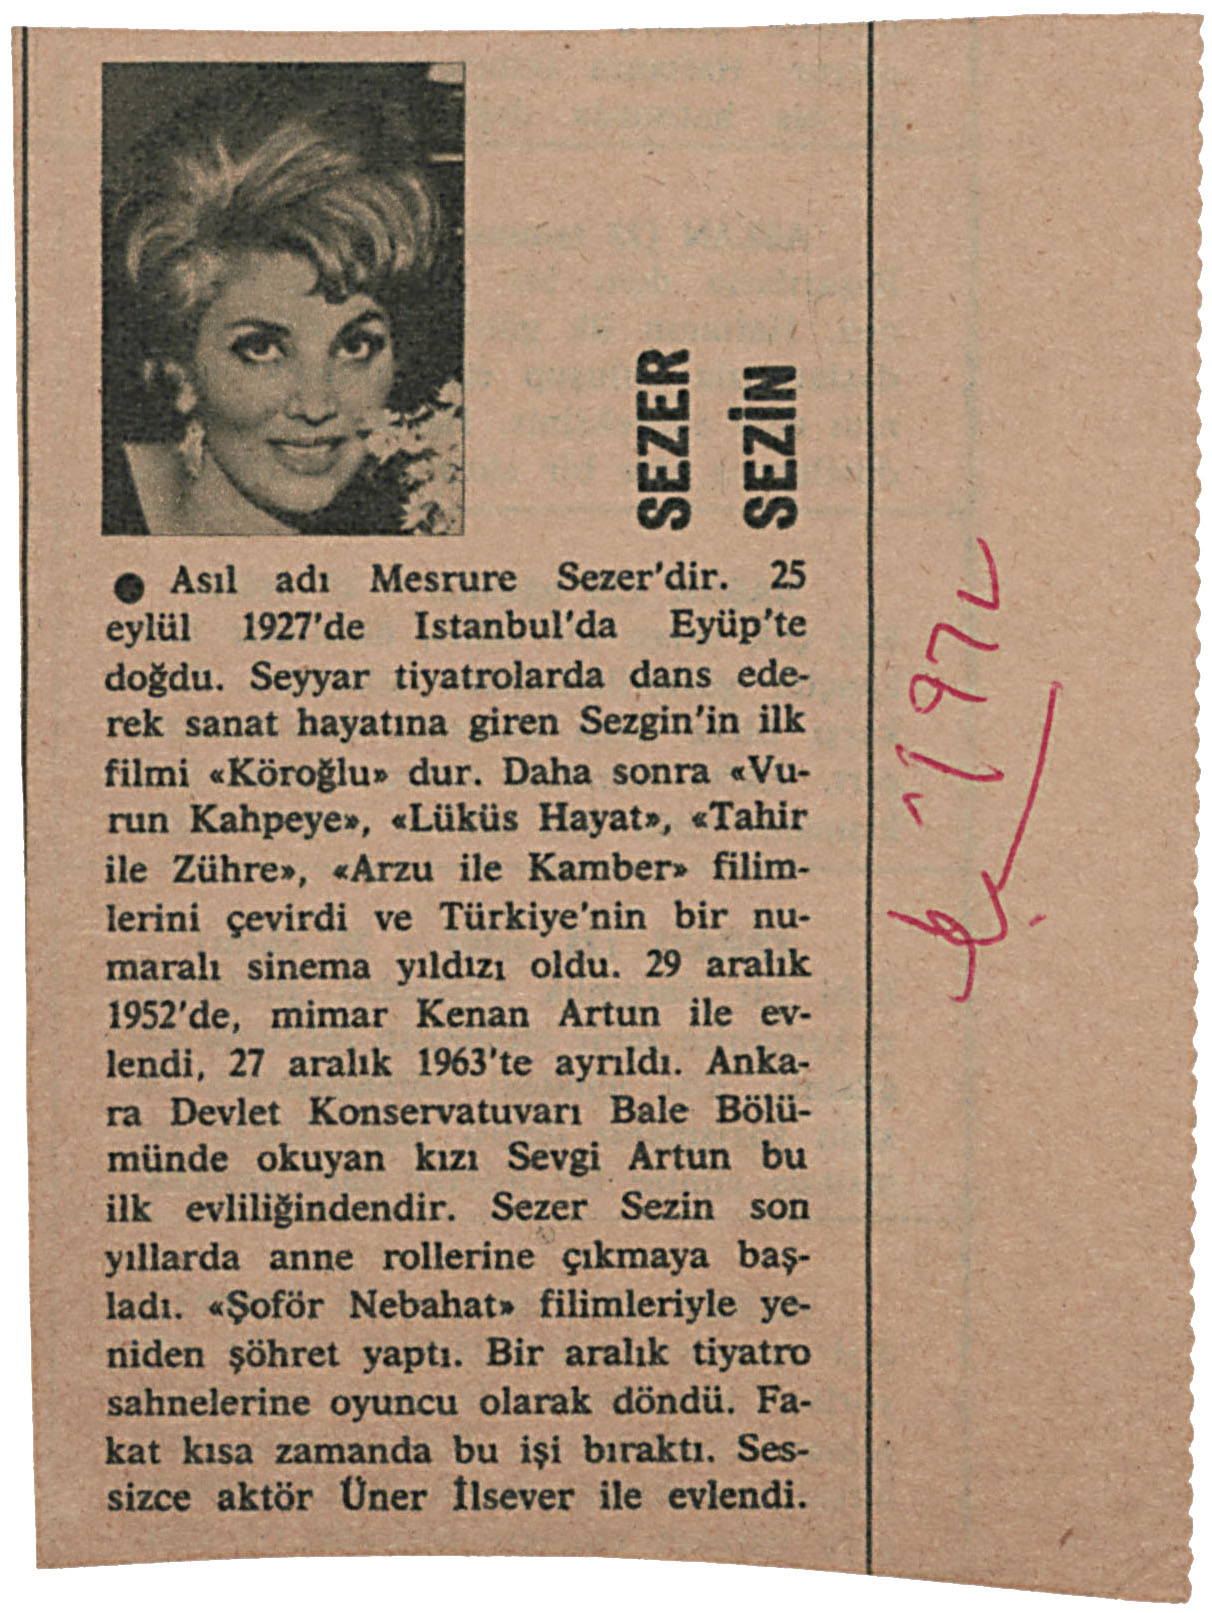 SEZER
SEZİN
● Asıl adı Mesrure Sezer'dir. 25
eylül 1927'de Istanbul'da Eyüp'te
doğdu. Seyyar tiyatrolarda dans ede-
rek sanat hayatına giren Sezgin'in ilk
filmi «Köroğlu» dur. Daha sonra «Vu-
run Kahpeye», «Lüküs Hayat», «Tahir
ile Zühre», «Arzu ile Kamber» filim-
lerini çevirdi ve Türkiye'nin bir nu-
maralı sinema yıldızı oldu. 29 aralık
1952'de, mimar Kenan Artun ile ev-
lendi, 27 aralık 1963'te ayrıldı. Anka-
ra Devlet Konservatuvarı Bale Bölü-
münde okuyan kızı Sevgi Artun bu
ilk evliliğindendir. Sezer Sezin son
yıllarda anne rollerine çıkmaya baş-
ladı. «Şoför Nebahat» filimleriyle ye-
niden şöhret yaptı. Bir aralık tiyatro
sahnelerine oyuncu olarak döndü. Fa-
kat kısa zamanda bu işi bıraktı. Ses-
sizce aktör Üner İlsever ile evlendi.
1972